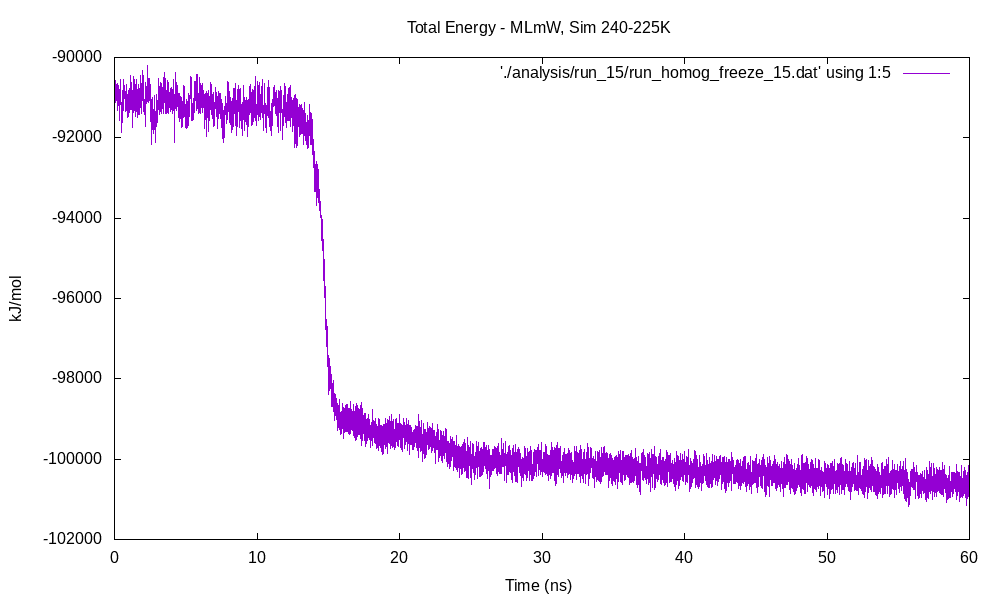 Total Energy - MLmW, Sim 240-225K
'./analysis/run_15/run_homog_freeze_15.dat' using 1:5
-90000
-92000
-94000
-96000
-98000
-100000
-102000
kJ/mol
0 10 20 30 40 50 60
Time (ns)